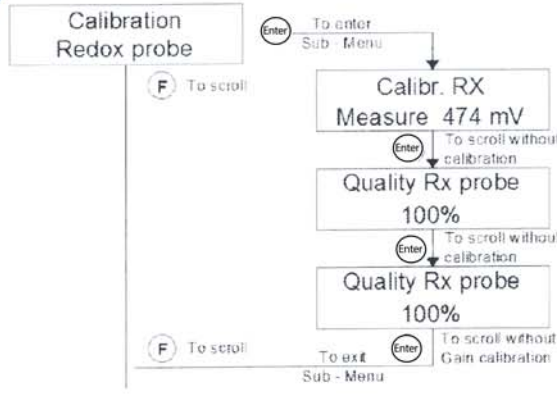 Calibration
Redox probe
Enter
To enter
Sub - Menu
F
To scroll
Calibr. RX
Measure 474 mV
Enter
To scroll without
calibration
Quality Rx probe
100%
Enter
To scroll without
calibration
Quality Rx probe
100%
F
To scroll
To exit
Sub - Menu
Enter
To scroll without
Gain calibration